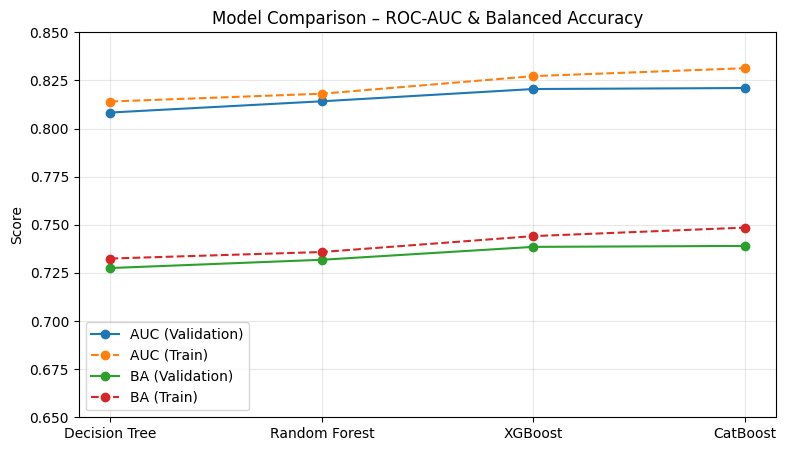 Model Comparison – ROC-AUC & Balanced Accuracy
0.850
0.825
0.800
0.775
0.750
0.725
0.700
0.675
0.650
Score
AUC (Validation)
AUC (Train)
BA (Validation)
BA (Train)
Decision Tree
Random Forest
XGBoost
CatBoost